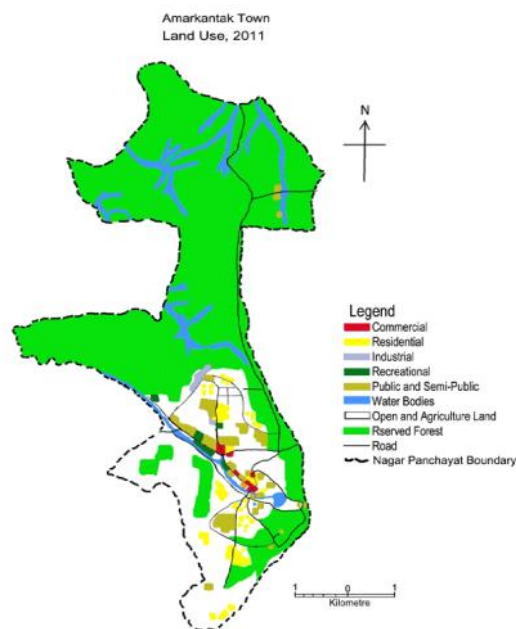 Amarkantak Town
Land Use, 2011
N
Legend
Commercial
Residential
Industrial
Recreational
Public and Semi-Public
Water Bodies
Open and Agriculture Land
Rserved Forest
Road
Nagar Panchayat Boundary
1 0 1
Kilometre